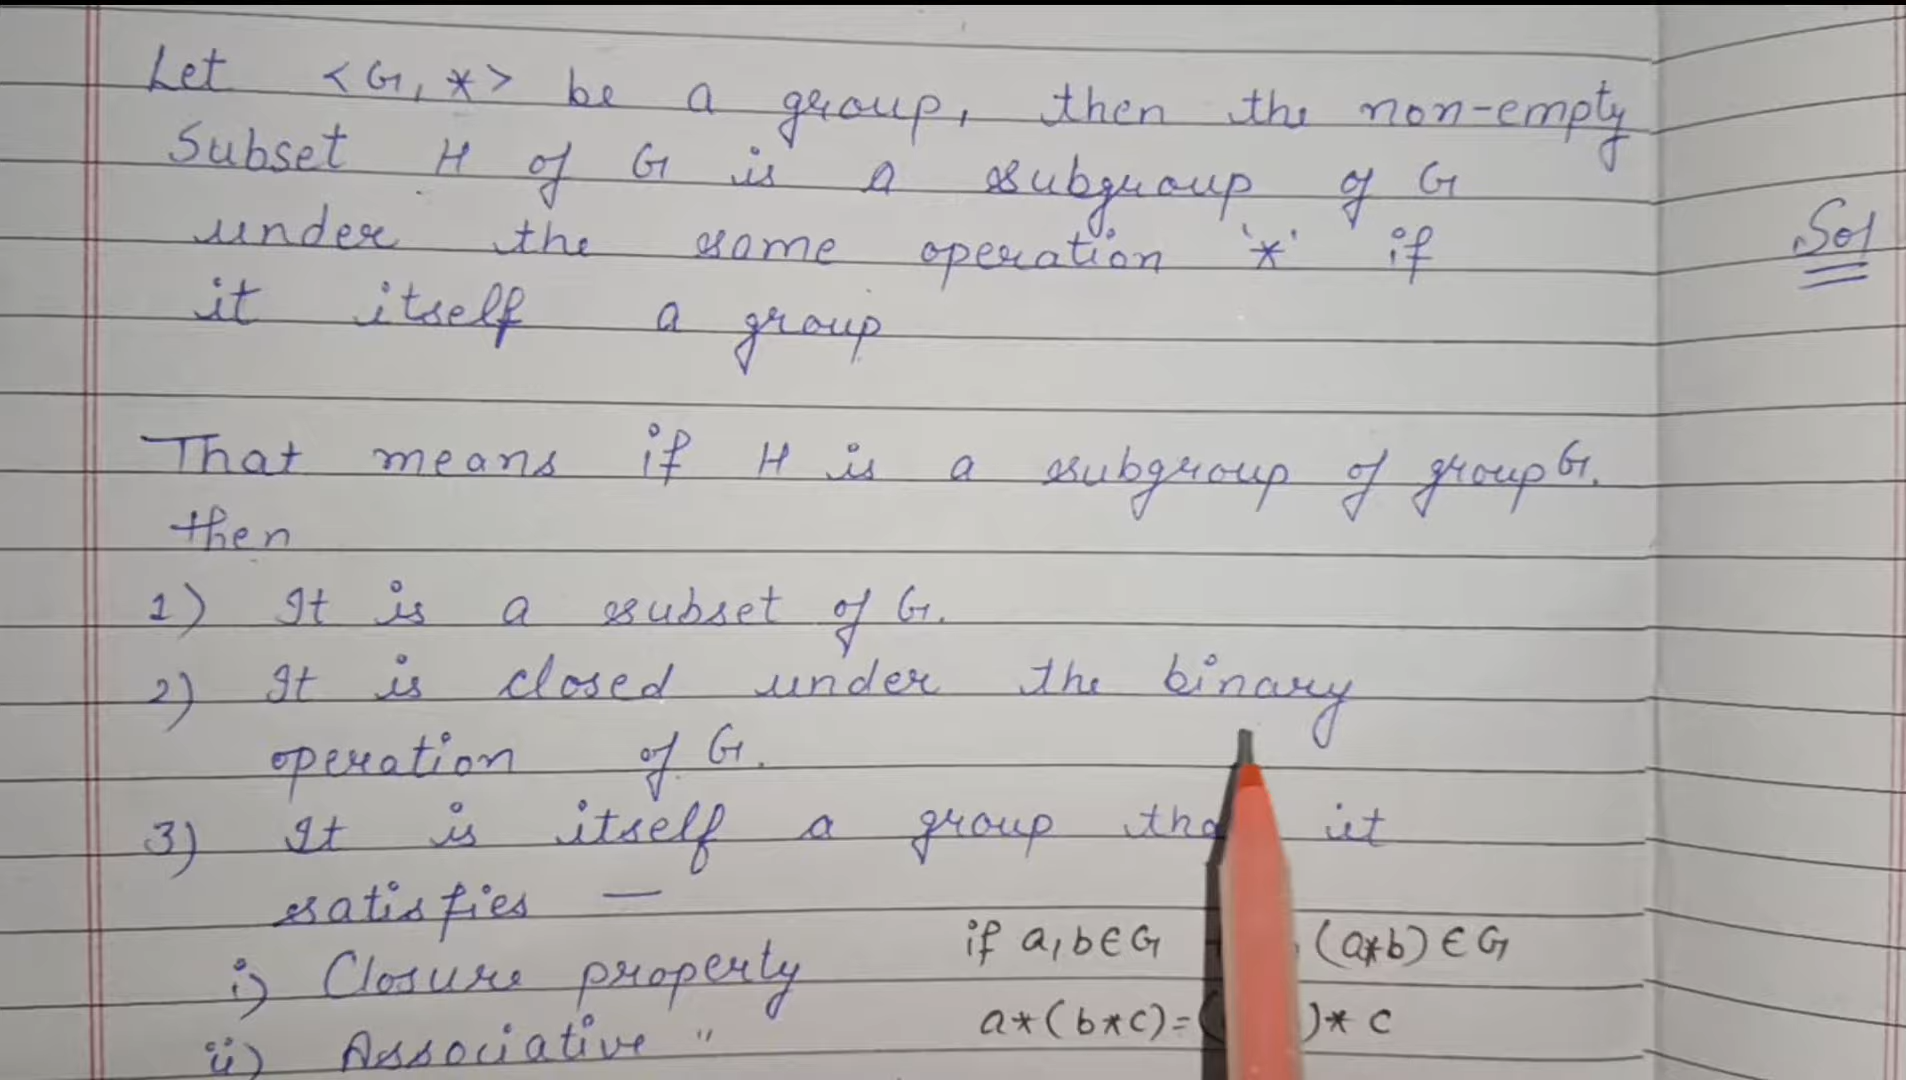 Let <G, *> be a group, then the non-empty
Subset H of G is a subgroup of G
under the same operation '*' if
it itself a group
Sol
That means if H is a subgroup of group G.
then
1) It is a subset of G.
2) It is closed under the binary
operation of G.
3) It is itself a group it
satisfies —
i) Closure property if a, b ∈ G (a*b) ∈ G
ii) Associative " a*(b*c)=( )* c